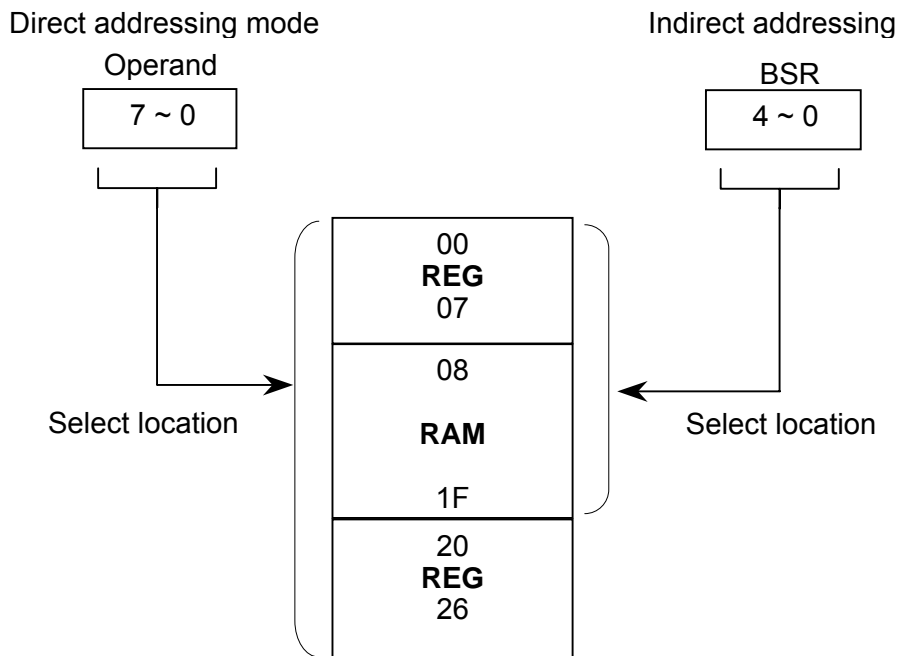 Direct addressing mode
Operand
7 ~ 0
Indirect addressing
BSR
4 ~ 0
00
REG
07
08
RAM
1F
20
REG
26
Select location
Select location